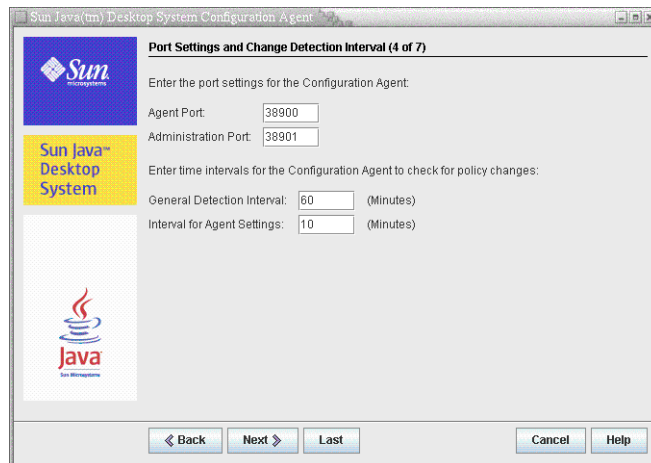 Sun Java(tm) Desktop System Configuration Agent
Sun
microsystems
Sun Java™
Desktop
System
Java
Sun Microsystems
Port Settings and Change Detection Interval (4 of 7)
Enter the port settings for the Configuration Agent:
Agent Port: 38900
Administration Port: 38901
Enter time intervals for the Configuration Agent to check for policy changes:
General Detection Interval: 60 (Minutes)
Interval for Agent Settings: 10 (Minutes)
Back Next Last Cancel Help